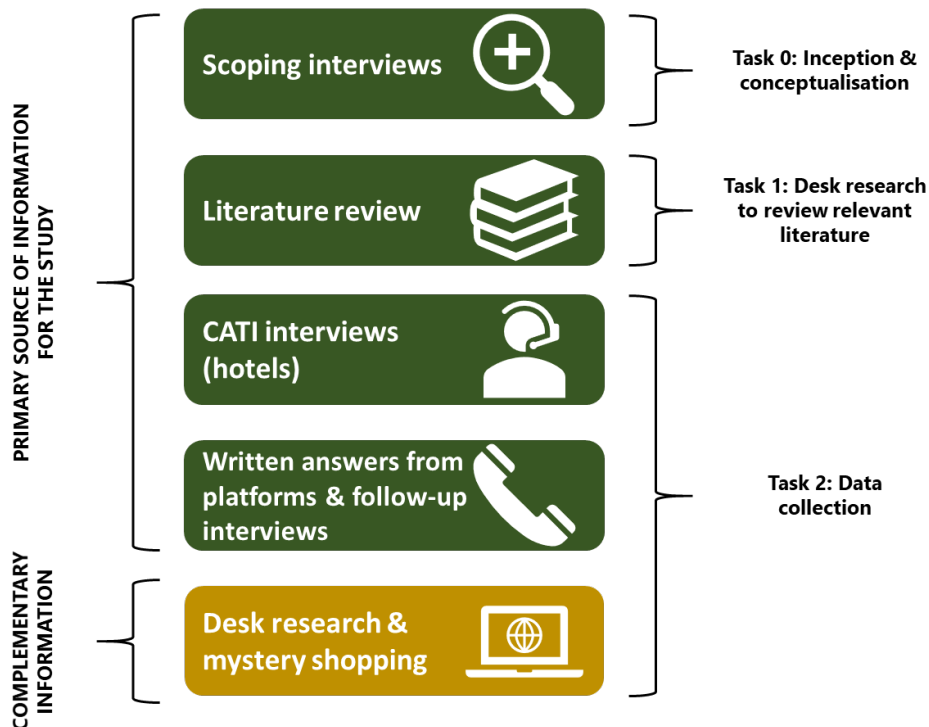 PRIMARY SOURCE OF INFORMATION
FOR THE STUDY
COMPLEMENTARY
INFORMATION
Scoping interviews
Literature review
CATI interviews
(hotels)
Written answers from
platforms & follow-up
interviews
Desk research &
mystery shopping
Task 0: Inception &
conceptualisation
Task 1: Desk research
to review relevant
literature
Task 2: Data
collection